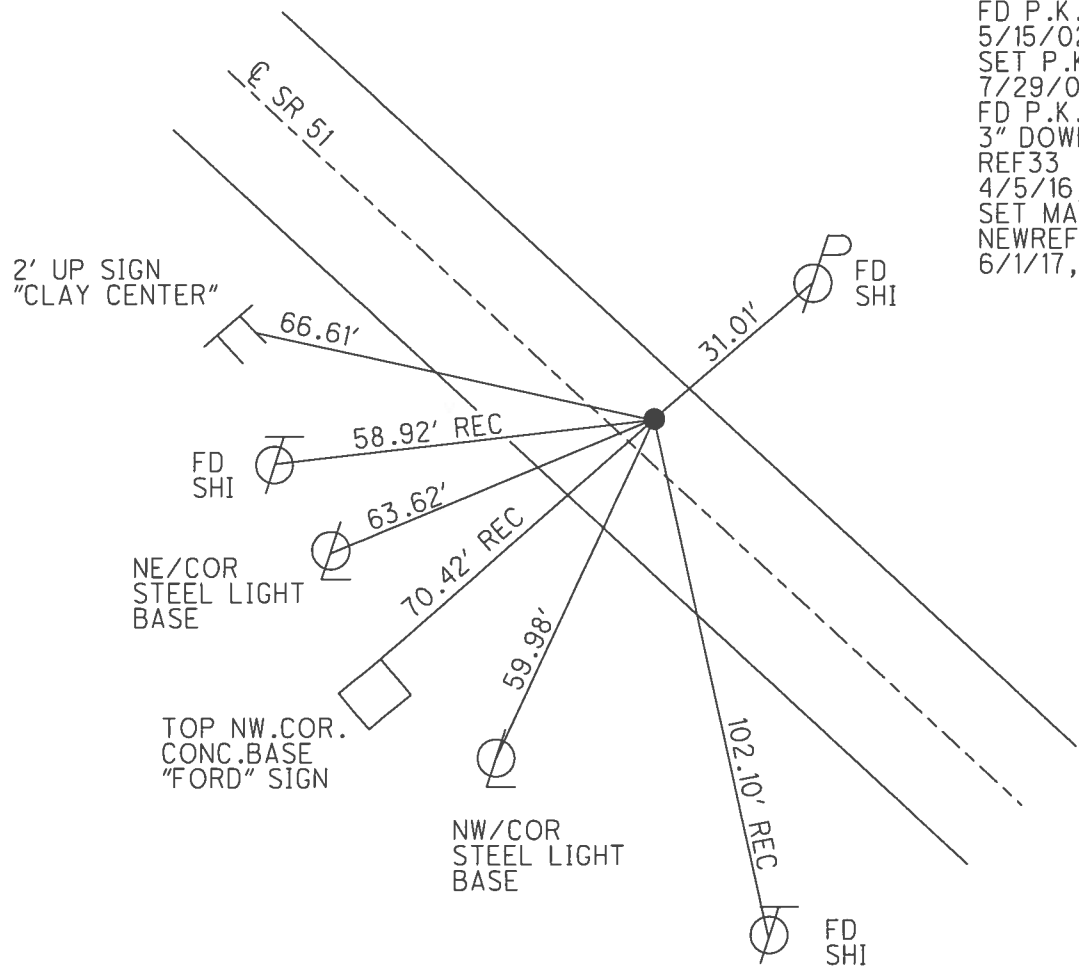 FD P.K.
5/15/02
SET P.K
7/29/0
FD P.K.
3" DOW
REF33
4/5/16
SET MA
NEWREF
6/1/17,
℄ SR 51
2' UP SIGN
"CLAY CENTER"
66.61'
31.01'
FD
SHI
58.92' REC
FD
SHI
63.62'
NE/COR
STEEL LIGHT
BASE
70.42' REC
59.98'
TOP NW.COR.
CONC.BASE
"FORD" SIGN
102.10' REC
NW/COR
STEEL LIGHT
BASE
FD
SHI